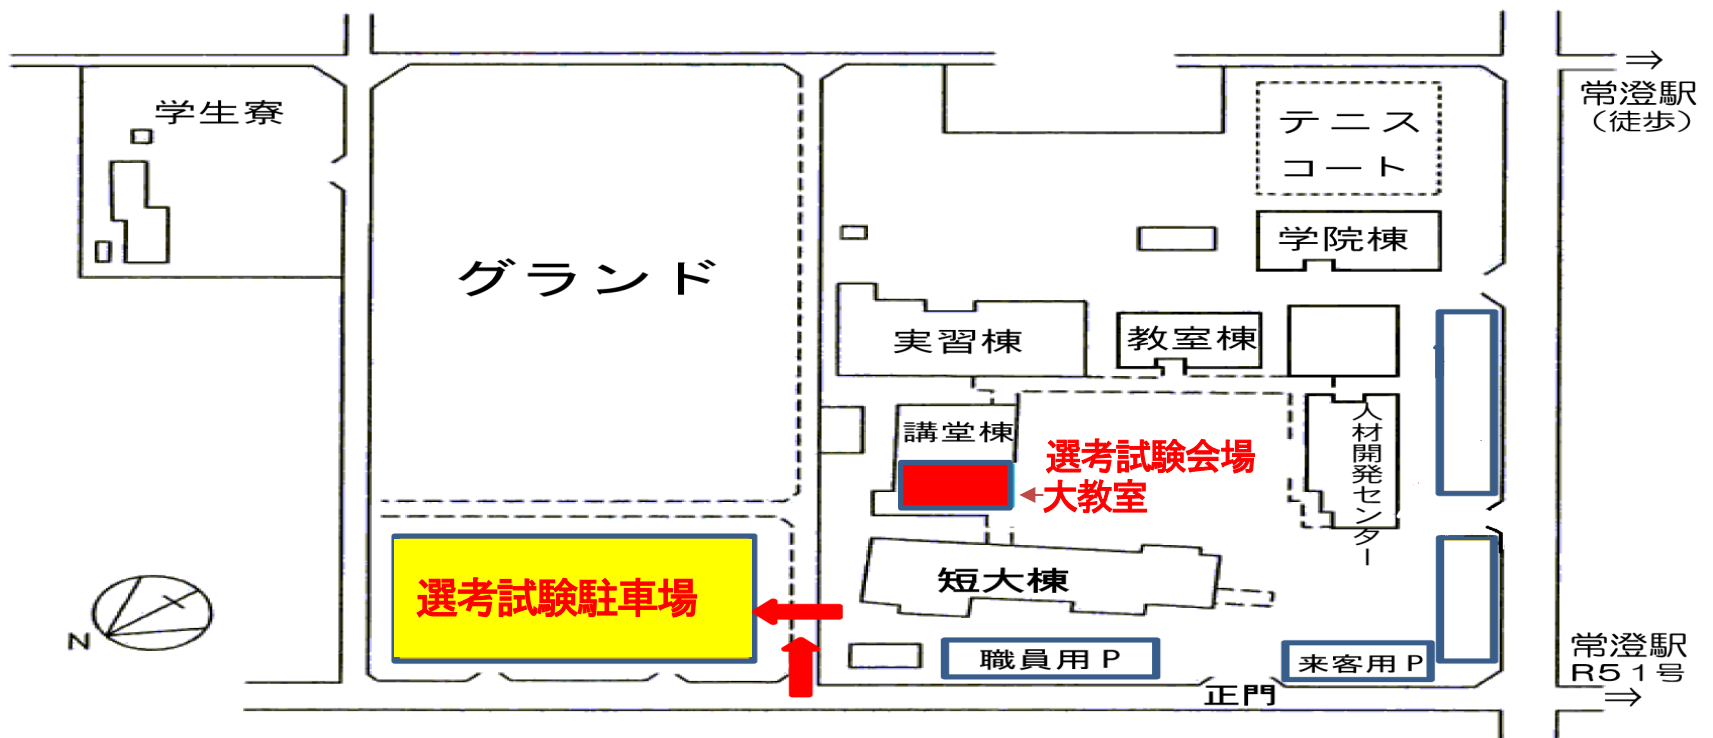 ⇒
常澄駅
（徒歩）
学生寮
テニス
コート
学院棟
グランド
実習棟
教室棟
講堂棟
選考試験会場
←大教室
人材開発センター
短大棟
選考試験駐車場
N
職員用P
来客用P
常澄駅
R51号
⇒
正門